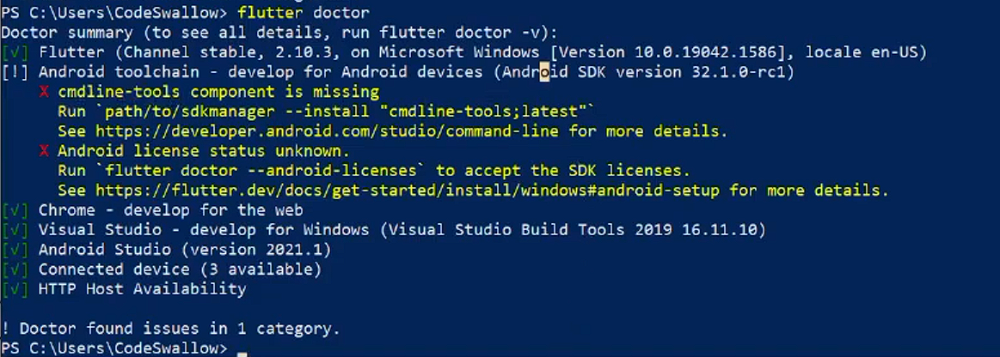 PS C:\Users\CodeSwallow> flutter doctor
Doctor summary (to see all details, run flutter doctor -v):
[√] Flutter (Channel stable, 2.10.3, on Microsoft Windows [Version 10.0.19042.1586], locale en-US)
[!] Android toolchain - develop for Android devices (Android SDK version 32.1.0-rc1)
    X cmdline-tools component is missing
      Run `path/to/sdkmanager --install "cmdline-tools;latest"`
      See https://developer.android.com/studio/command-line for more details.
    X Android license status unknown.
      Run `flutter doctor --android-licenses` to accept the SDK licenses.
      See https://flutter.dev/docs/get-started/install/windows#android-setup for more details.
[√] Chrome - develop for the web
[√] Visual Studio - develop for Windows (Visual Studio Build Tools 2019 16.11.10)
[√] Android Studio (version 2021.1)
[√] Connected device (3 available)
[√] HTTP Host Availability
! Doctor found issues in 1 category.
PS C:\Users\CodeSwallow>